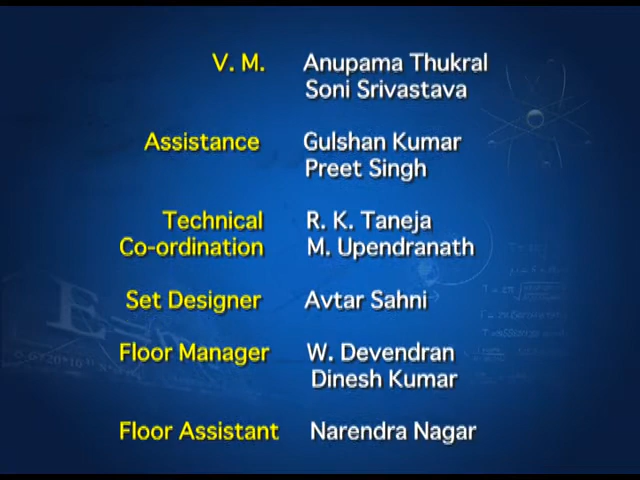 V. M. Anupama Thukral
Soni Srivastava
Assistance Gulshan Kumar
Preet Singh
Technical R. K. Taneja
Co-ordination M. Upendranath
Set Designer Avtar Sahni
Floor Manager W. Devendran
Dinesh Kumar
Floor Assistant Narendra Nagar